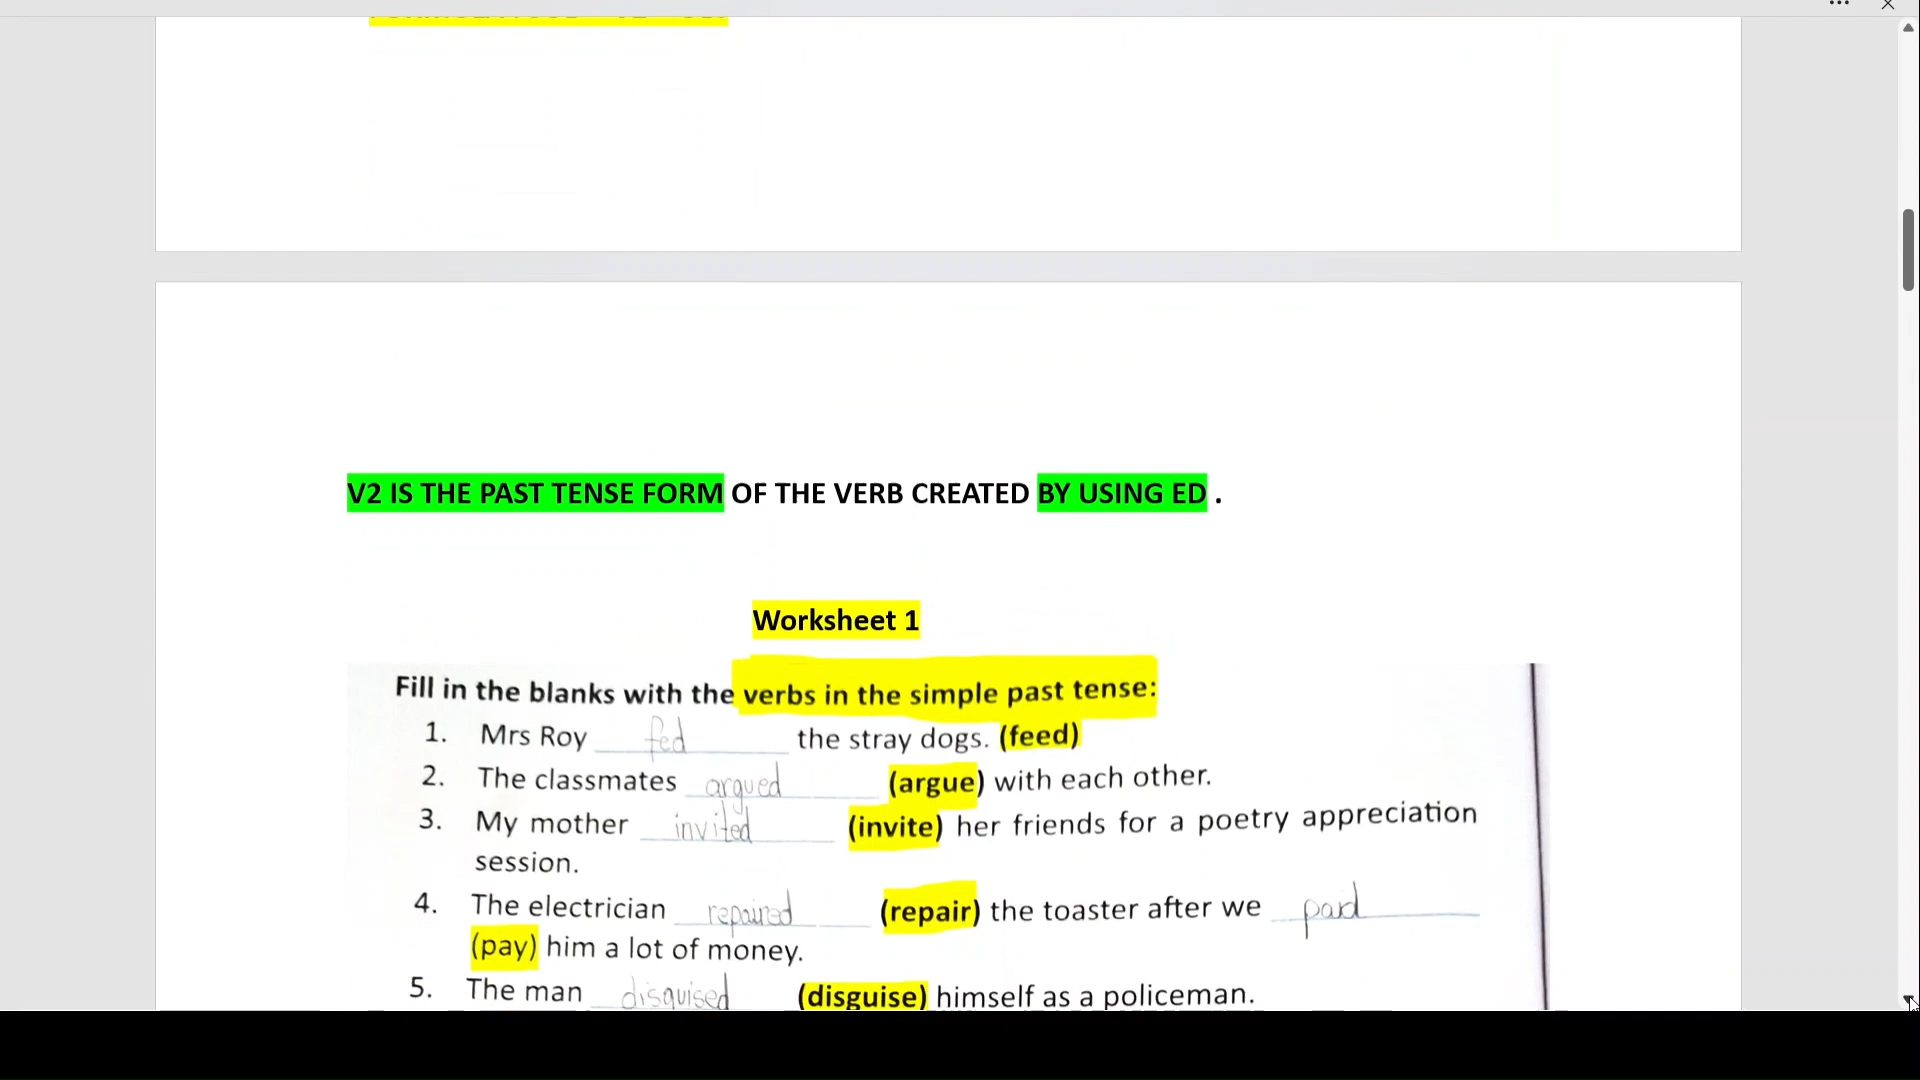 V2 IS THE PAST TENSE FORM OF THE VERB CREATED BY USING ED .
Worksheet 1
Fill in the blanks with the verbs in the simple past tense:
1. Mrs Roy fed the stray dogs. (feed)
2. The classmates argued (argue) with each other.
3. My mother invited (invite) her friends for a poetry appreciation
session.
4. The electrician repaired (repair) the toaster after we paid
(pay) him a lot of money.
5. The man disguised (disguise) himself as a policeman.